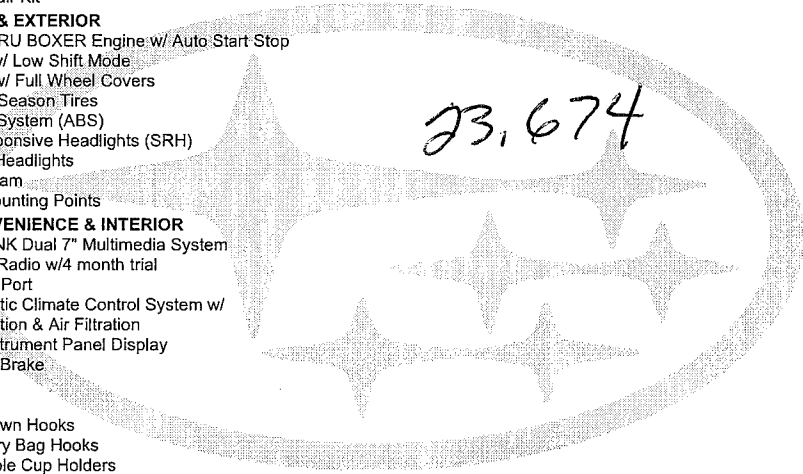 & EXTERIOR
RU BOXER Engine w/ Auto Start Stop
w/ Low Shift Mode
w/ Full Wheel Covers
Season Tires
System (ABS)
ponsive Headlights (SRH)
Headlights
am
unting Points
VENIENCE & INTERIOR
NK Dual 7" Multimedia System
Radio w/4 month trial
Port
tic Climate Control System w/
tion & Air Filtration
trument Panel Display
Brake
wn Hooks
ry Bag Hooks
le Cup Holders
23,674